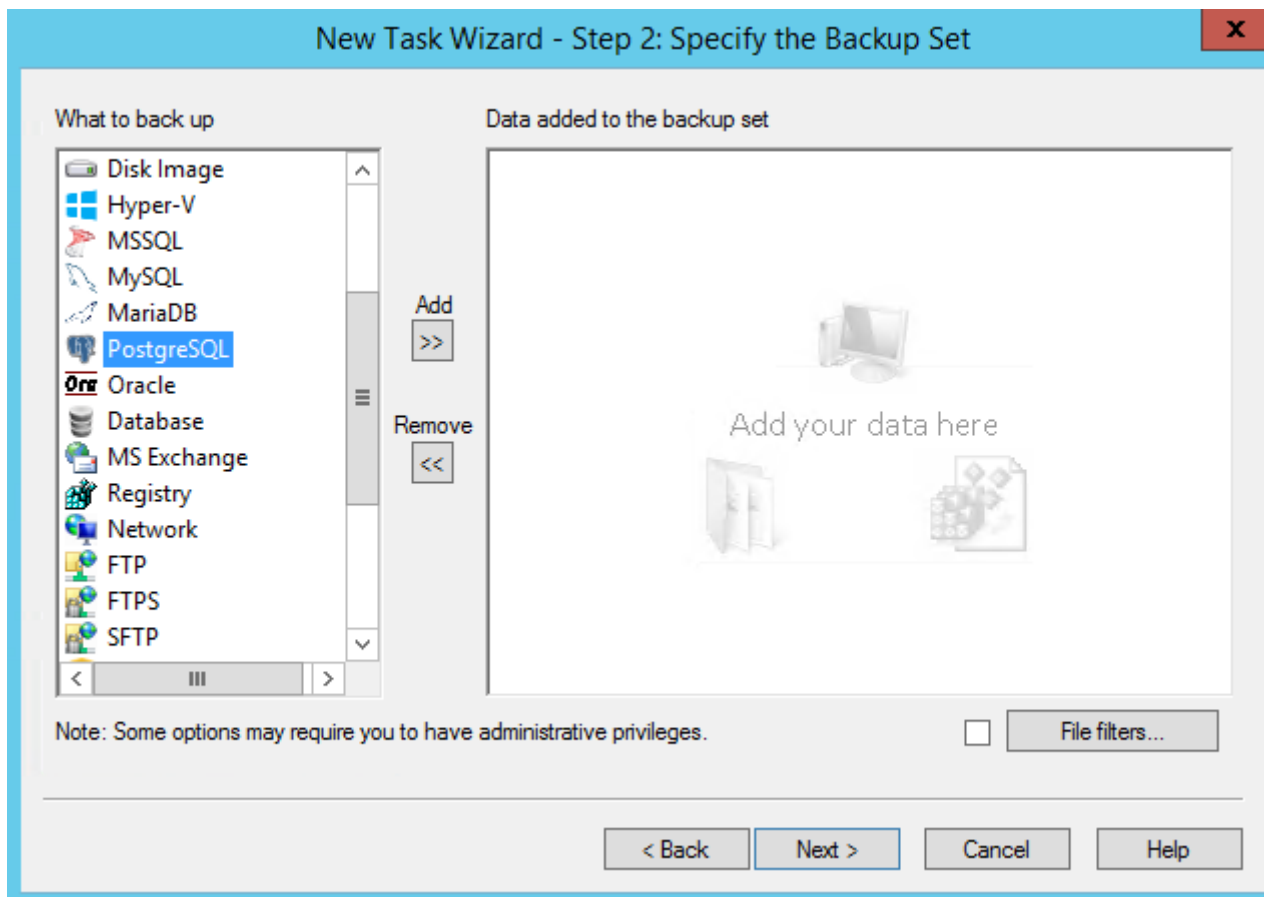 New Task Wizard - Step 2: Specify the Backup Set
x
What to back up
Data added to the backup set
Disk Image
Hyper-V
MSSQL
MySQL
MariaDB
PostgreSQL
Ora Oracle
Database
MS Exchange
Registry
Network
FTP
FTPS
SFTP
Add
>>
Remove
<<
Add your data here
Note: Some options may require you to have administrative privileges.
File filters...
< Back
Next >
Cancel
Help